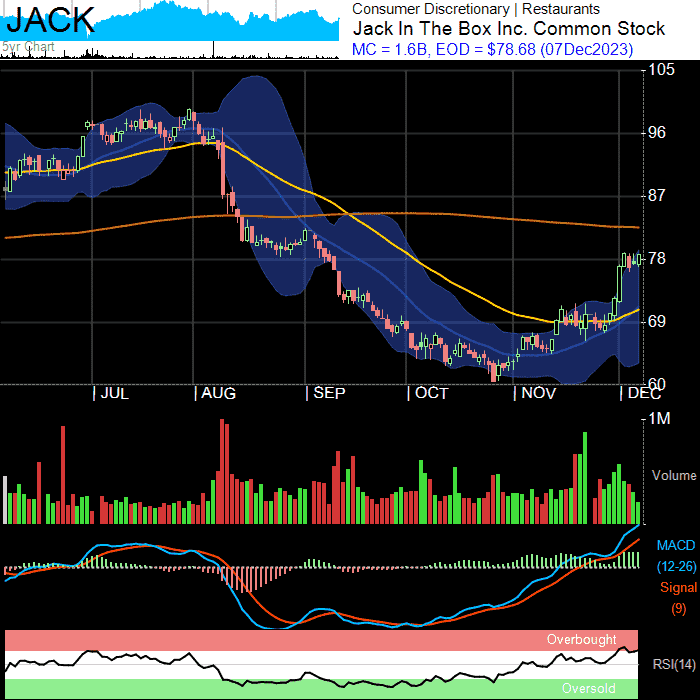 JACK
5yr Chart
Consumer Discretionary | Restaurants
Jack In The Box Inc. Common Stock
MC = 1.6B, EOD = $78.68 (07Dec2023)
105
96
87
78
69
60
| JUL | AUG | SEP | OCT | NOV | DEC
1M
Volume
MACD
(12-26)
Signal
(9)
Overbought
RSI(14)
Oversold